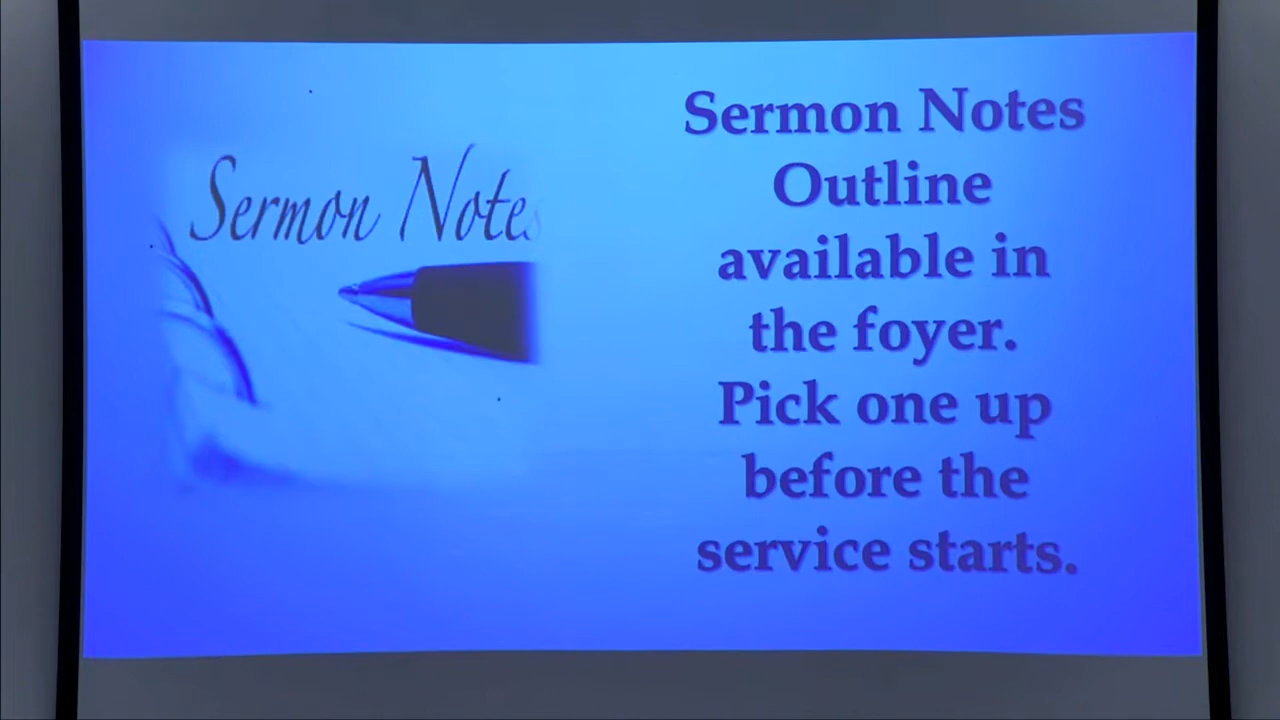 Sermon Notes
Sermon Notes
Outline
available in
the foyer.
Pick one up
before the
service starts.